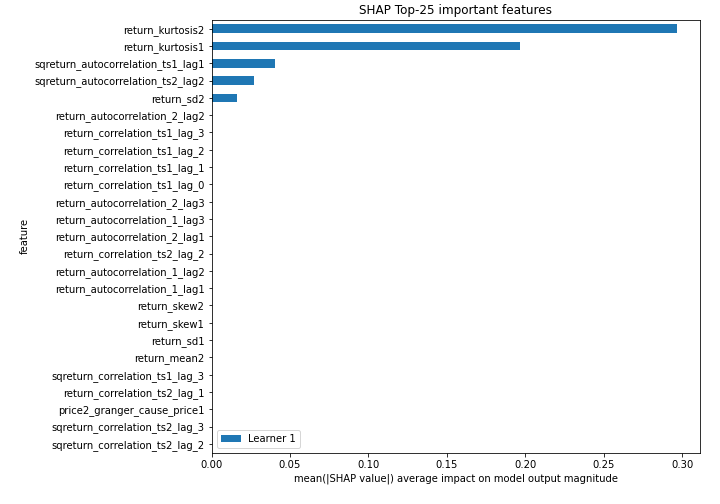 SHAP Top-25 important features
return_kurtosis2
return_kurtosis1
sqreturn_autocorrelation_ts1_lag1
sqreturn_autocorrelation_ts2_lag2
return_sd2
return_autocorrelation_2_lag2
return_correlation_ts1_lag_3
return_correlation_ts1_lag_2
return_correlation_ts1_lag_1
return_correlation_ts1_lag_0
return_autocorrelation_2_lag3
return_autocorrelation_1_lag3
return_autocorrelation_2_lag1
return_correlation_ts2_lag_2
return_autocorrelation_1_lag2
return_autocorrelation_1_lag1
return_skew2
return_skew1
return_sd1
return_mean2
sqreturn_correlation_ts1_lag_3
return_correlation_ts2_lag_1
price2_granger_cause_price1
sqreturn_correlation_ts2_lag_3
sqreturn_correlation_ts2_lag_2
feature
Learner 1
0.00 0.05 0.10 0.15 0.20 0.25 0.30
mean(|SHAP value|) average impact on model output magnitude